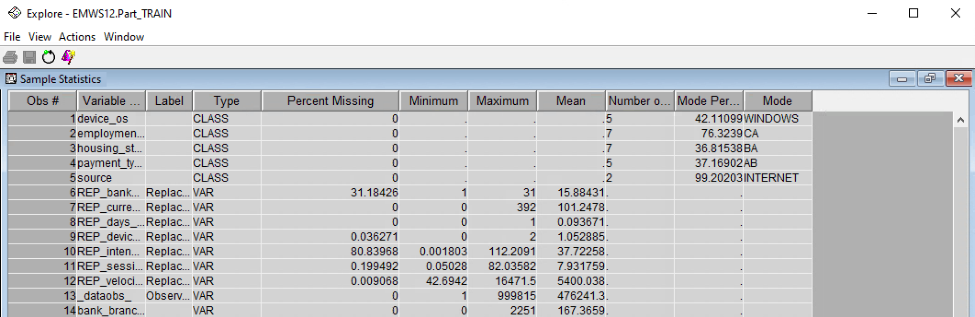 Explore - EMWS12.Part_TRAIN
File View Actions Window
Sample Statistics
Obs # Variable ... Label Type Percent Missing Minimum Maximum Mean Number o... Mode Per... Mode
1 device_os CLASS 0 . . . 5 42.11099 WINDOWS
2 employmen... CLASS 0 . . . 7 76.3239 CA
3 housing_st... CLASS 0 . . . 7 36.81538 BA
4 payment_ty... CLASS 0 . . . 5 37.16902 AB
5 source CLASS 0 . . . 2 99.20203 INTERNET
6 REP_bank... Replac... VAR 31.18426 1 31 15.88431 . .
7 REP_curre... Replac... VAR 0 0 392 101.2478 . .
8 REP_days_... Replac... VAR 0 0 1 0.093671 . .
9 REP_devic... Replac... VAR 0.036271 0 2 1.052885 . .
10 REP_inten... Replac... VAR 80.83968 0.001803 112.2091 37.72258 . .
11 REP_sessi... Replac... VAR 0.199492 0.05028 82.03582 7.931759 . .
12 REP_veloci... Replac... VAR 0.009068 42.6942 16471.5 5400.038 . .
13 _dataobs_ Observ... VAR 0 1 999815 476241.3 . .
14 bank_branc... VAR 0 0 2251 167.3659 . .